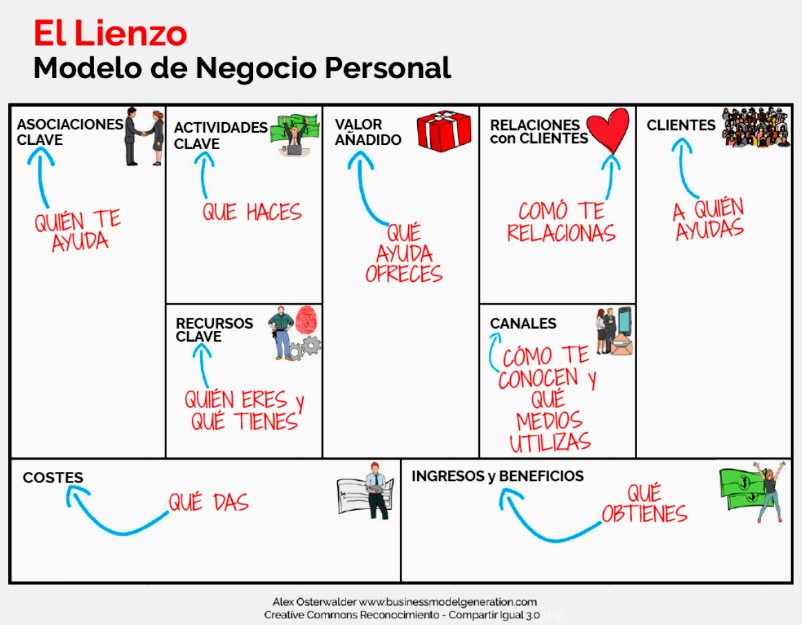 El Lienzo
Modelo de Negocio Personal
ASOCIACIONES
CLAVE
QUIÉN TE
AYUDA
ACTIVIDADES
CLAVE
QUE HACES
RECURSOS
CLAVE
QUIÉN ERES y
QUÉ TIENES
VALOR
AÑADIDO
QUÉ
AYUDA
OFRECES
RELACIONES
con CLIENTES
COMÓ TE
RELACIONAS
CANALES
CÓMO TE
CONOCEN y
QUÉ
MEDIOS
UTILIZAS
CLIENTES
A QUIÉN
AYUDAS
COSTES
QUÉ DAS
INGRESOS y BENEFICIOS
QUÉ
OBTIENES
Alex Osterwalder www.businessmodelgeneration.com
Creative Commons Reconocimiento - Compartir Igual 3.0